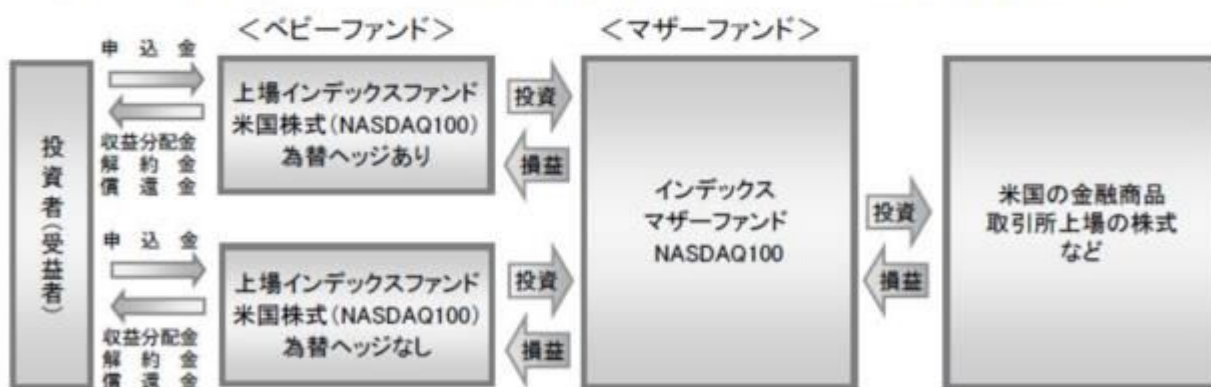 ＜ベビーファンド＞
＜マザーファンド＞
投資者(受益者)
申込金
収益分配金
解約金
償還金
上場インデックスファンド
米国株式(NASDAQ100)
為替ヘッジあり
投資
損益
申込金
収益分配金
解約金
償還金
上場インデックスファンド
米国株式(NASDAQ100)
為替ヘッジなし
投資
損益
インデックス
マザーファンド
NASDAQ100
投資
損益
米国の金融商品
取引所上場の株式
など